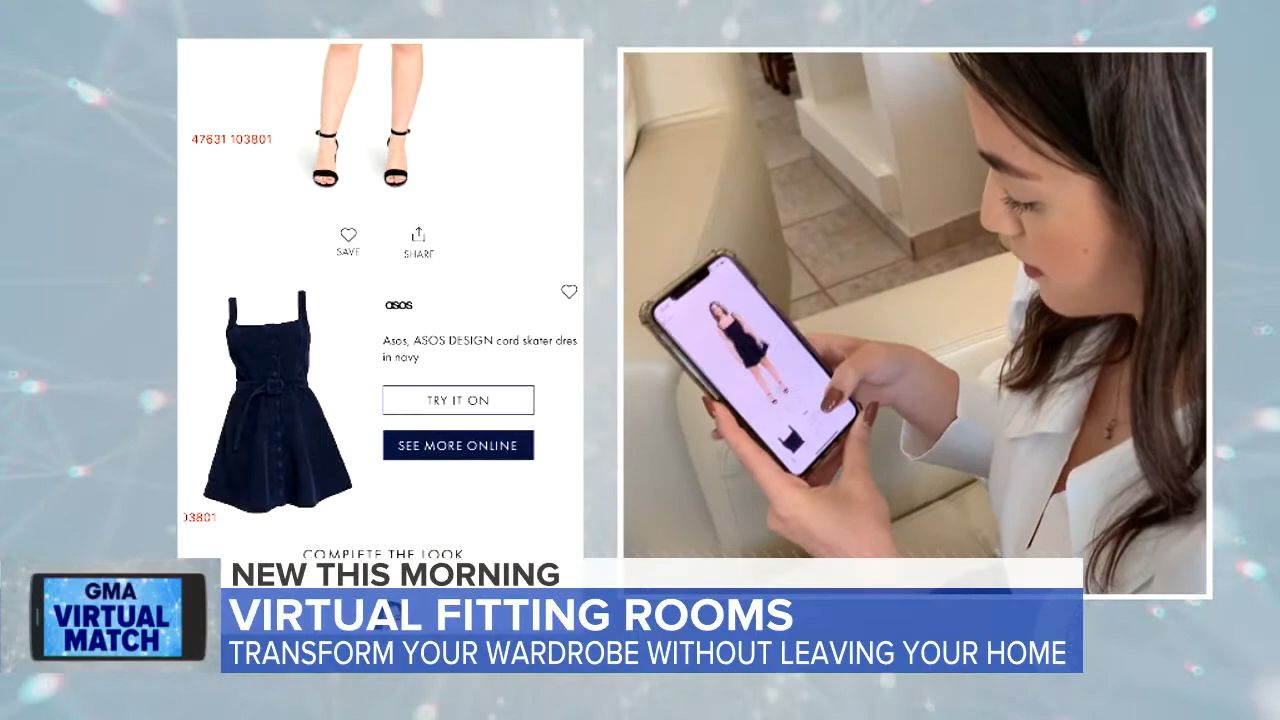 47631 103801
SAVE
SHARE
asos
Asos, ASOS DESIGN cord skater dres
in navy
TRY IT ON
SEE MORE ONLINE
03801
COMPLETE THE LOOK
NEW THIS MORNING
GMA
VIRTUAL
MATCH
VIRTUAL FITTING ROOMS
TRANSFORM YOUR WARDROBE WITHOUT LEAVING YOUR HOME